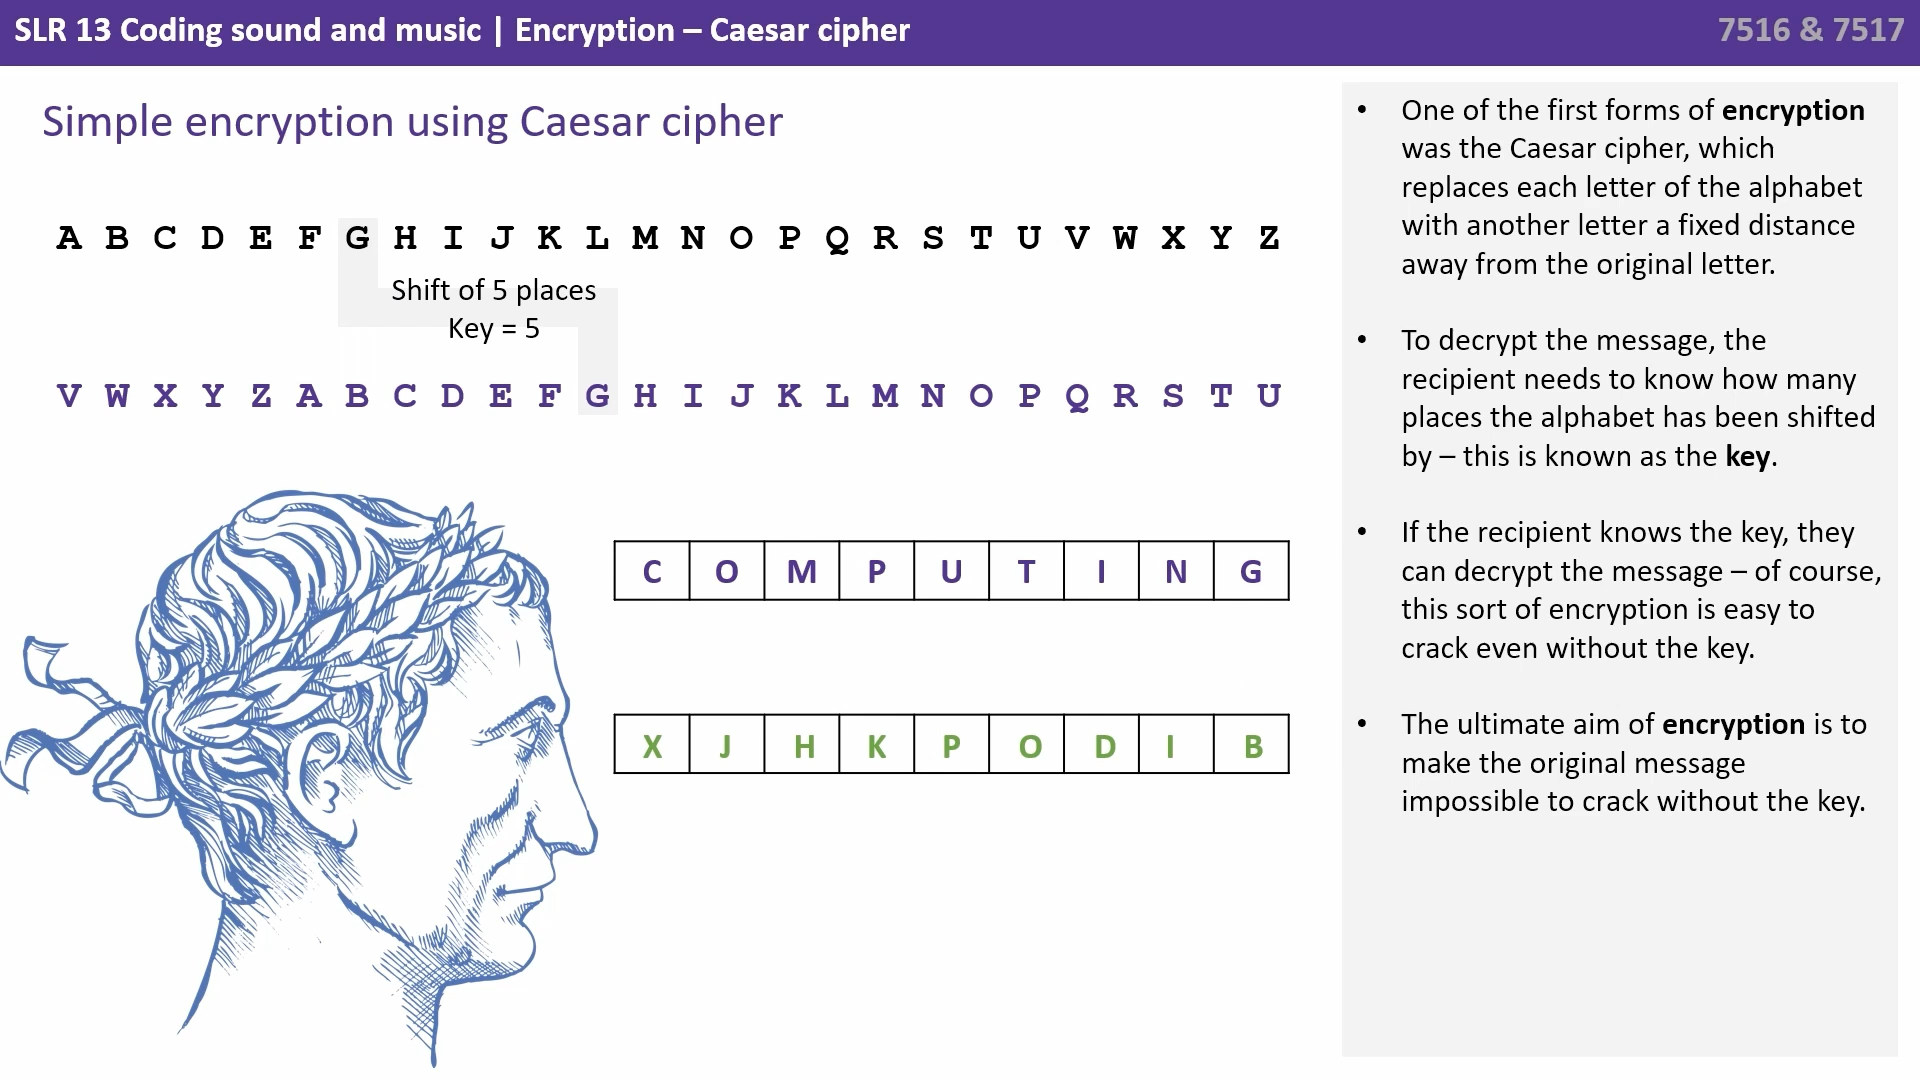 SLR 13 Coding sound and music | Encryption – Caesar cipher
7516 & 7517
Simple encryption using Caesar cipher
A B C D E F G H I J K L M N O P Q R S T U V W X Y Z
Shift of 5 places
Key = 5
V W X Y Z A B C D E F G H I J K L M N O P Q R S T U
C O M P U T I N G
X J H K P O D I B
• One of the first forms of encryption
was the Caesar cipher, which
replaces each letter of the alphabet
with another letter a fixed distance
away from the original letter.
• To decrypt the message, the
recipient needs to know how many
places the alphabet has been shifted
by – this is known as the key.
• If the recipient knows the key, they
can decrypt the message – of course,
this sort of encryption is easy to
crack even without the key.
• The ultimate aim of encryption is to
make the original message
impossible to crack without the key.